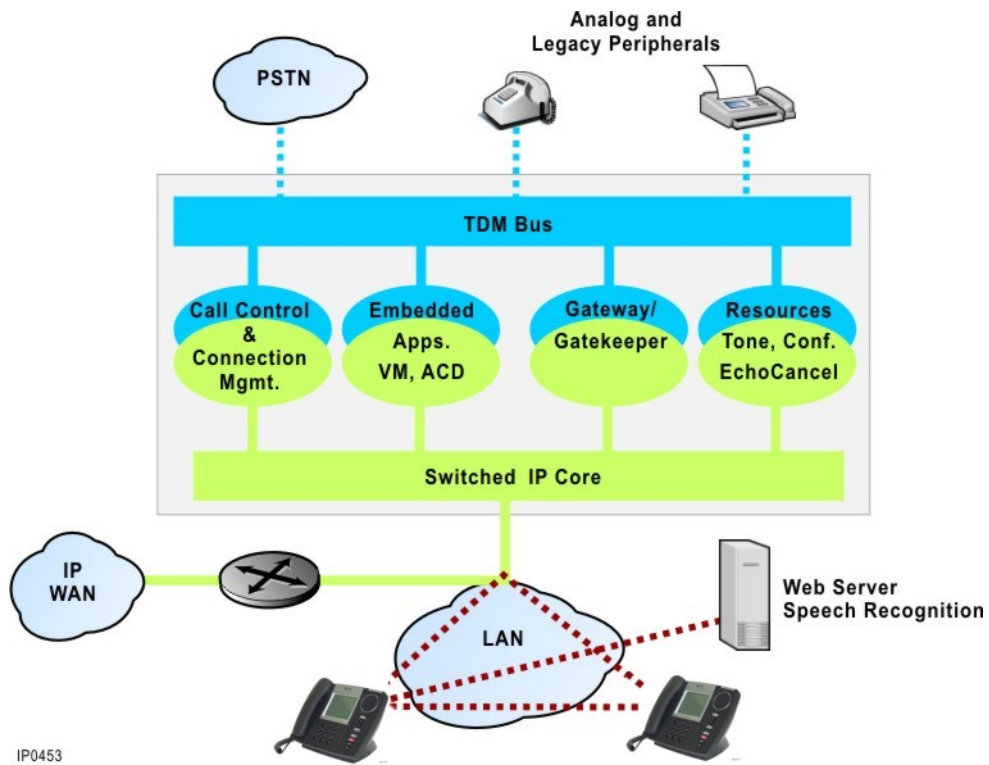 Analog and
Legacy Peripherals
PSTN
TDM Bus
Call Control
&
Connection
Mgmt.
Embedded
Apps.
VM, ACD
Gateway/
Gatekeeper
Resources
Tone, Conf.
EchoCancel
Switched IP Core
IP
WAN
LAN
Web Server
Speech Recognition
IP0453